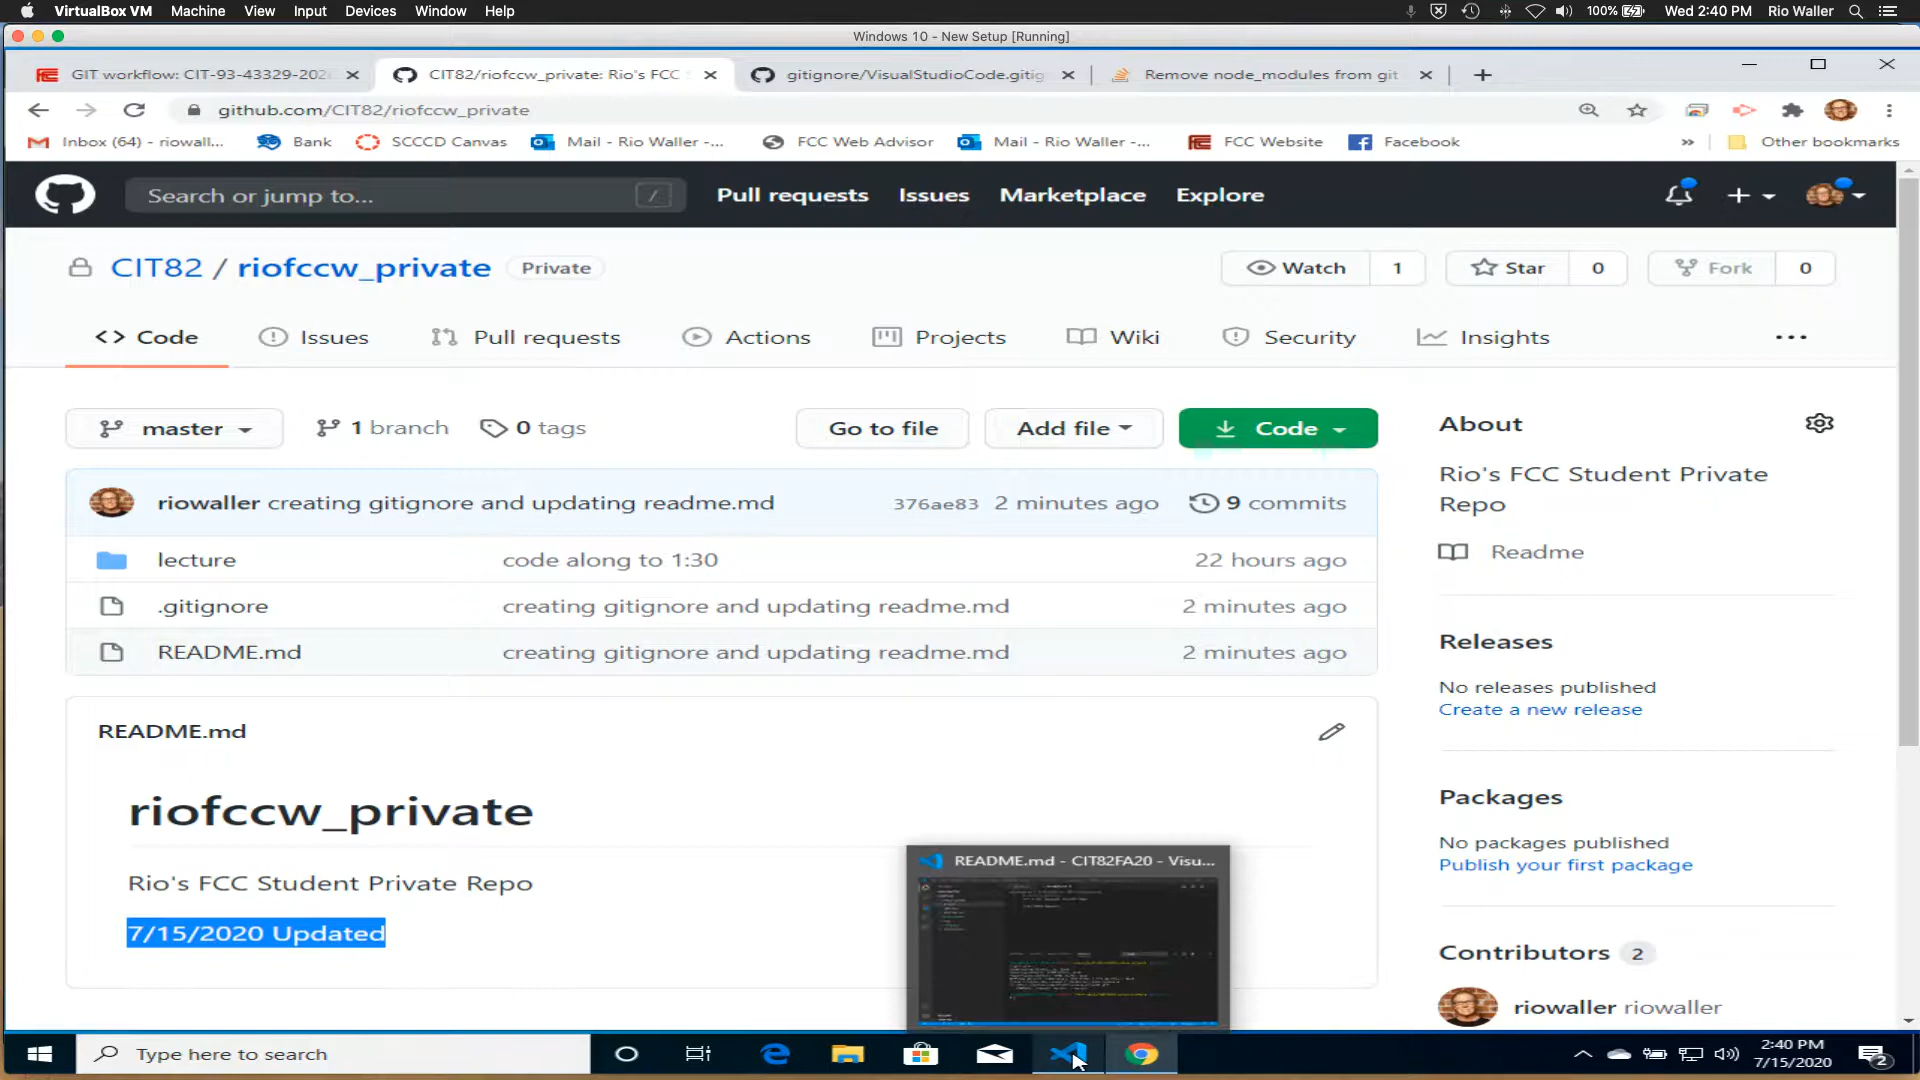 VirtualBox VM Machine View Input Devices Window Help 100% Wed 2:40 PM Rio Waller
Windows 10 - New Setup [Running]
GIT workflow: CIT-93-43329-202 CIT82/riofccw_private: Rio's FCC gitignore/VisualStudioCode.gitig Remove node_modules from git
github.com/CIT82/riofccw_private
Inbox (64) - riowall... Bank SCCCD Canvas Mail - Rio Waller -... FCC Web Advisor Mail - Rio Waller -... FCC Website Facebook » Other bookmarks
Search or jump to... / Pull requests Issues Marketplace Explore
CIT82 / riofccw_private Private Watch 1 Star 0 Fork 0
Code Issues Pull requests Actions Projects Wiki Security Insights ...
master 1 branch 0 tags Go to file Add file Code
About
Rio's FCC Student Private
Repo
Readme
riowaller creating gitignore and updating readme.md 376ae83 2 minutes ago 9 commits
lecture code along to 1:30 22 hours ago
.gitignore creating gitignore and updating readme.md 2 minutes ago
README.md creating gitignore and updating readme.md 2 minutes ago
Releases
No releases published
Create a new release
README.md
riofccw_private
Rio's FCC Student Private Repo
7/15/2020 Updated
Packages
No packages published
Publish your first package
Contributors 2
riowaller riowaller
README.md - CIT82FA20 - Visu...
Type here to search
2:40 PM
7/15/2020
2